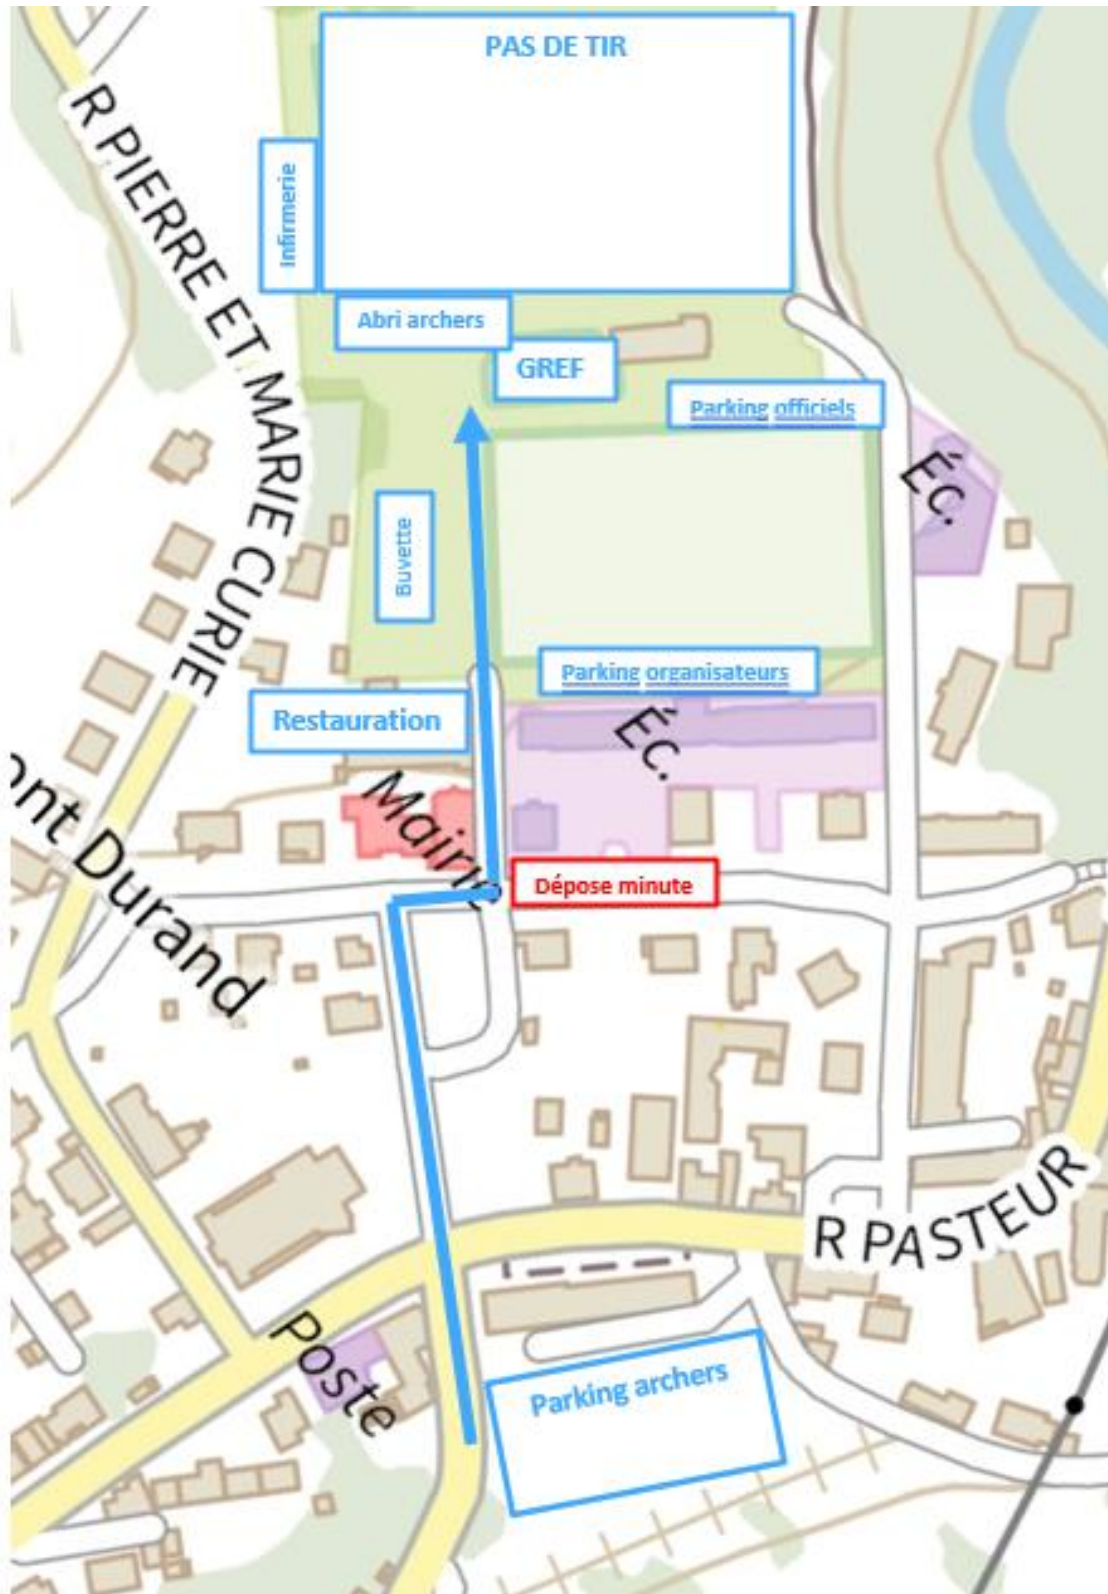 PAS DE TIR
R PIERRE ET MARIE CURIE
Infirmerie
Abri archers
GREF
Parking officiels
Éc.
Buvette
Parking organisateurs
Restauration
Éc.
Mairie
Dépose minute
ont Durand
R PASTEUR
Poste
Parking archers